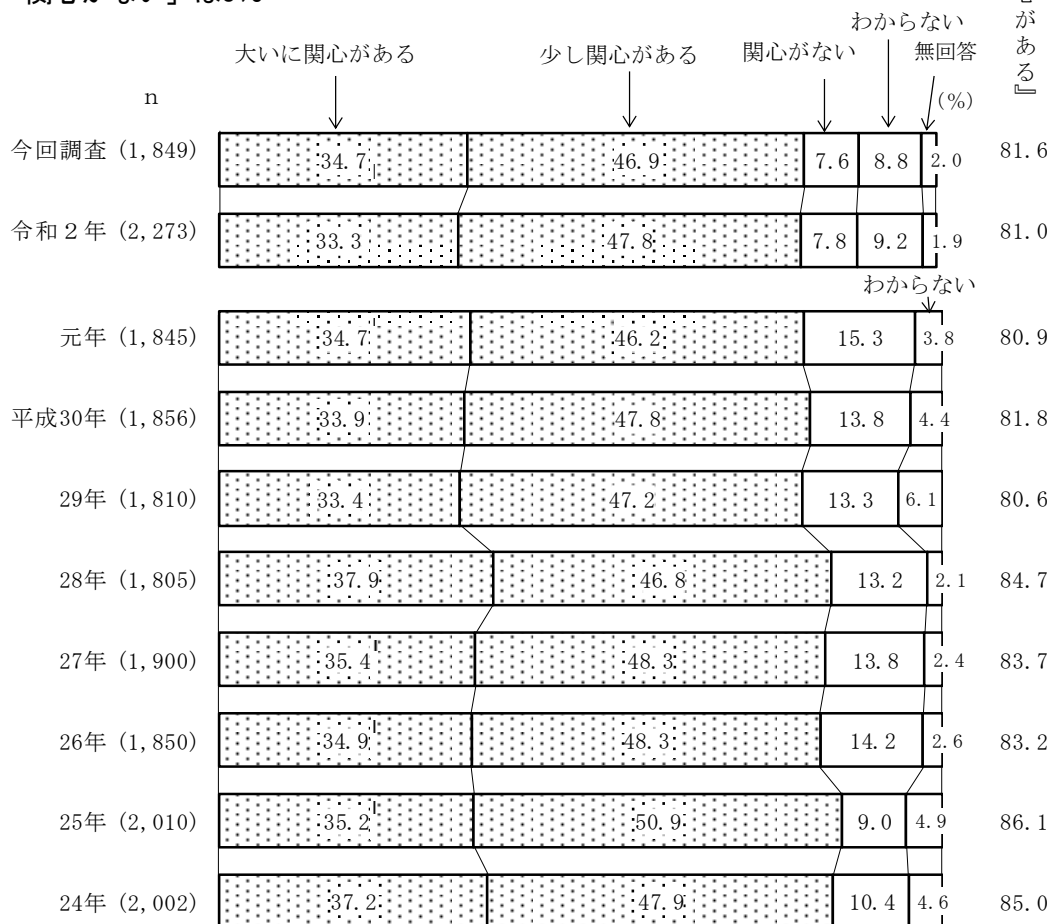 『がある』
わからない
大いに関心がある 少し関心がある 関心がない 無回答
n (%)
今回調査 (1,849) 34.7 46.9 7.6 8.8 2.0 81.6
令和2年 (2,273) 33.3 47.8 7.8 9.2 1.9 81.0
わからない
元年 (1,845) 34.7 46.2 15.3 3.8 80.9
平成30年 (1,856) 33.9 47.8 13.8 4.4 81.8
29年 (1,810) 33.4 47.2 13.3 6.1 80.6
28年 (1,805) 37.9 46.8 13.2 2.1 84.7
27年 (1,900) 35.4 48.3 13.8 2.4 83.7
26年 (1,850) 34.9 48.3 14.2 2.6 83.2
25年 (2,010) 35.2 50.9 9.0 4.9 86.1
24年 (2,002) 37.2 47.9 10.4 4.6 85.0